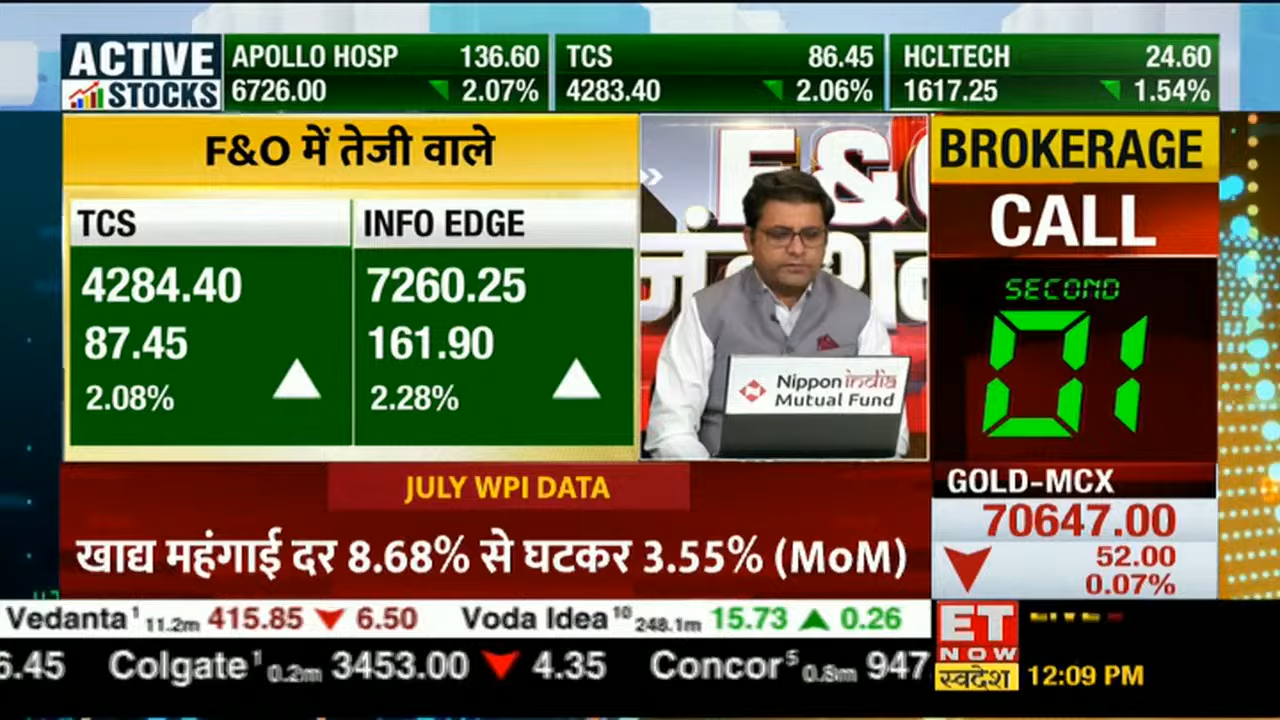 ACTIVE
STOCKS
APOLLO HOSP 136.60
6726.00 2.07%
TCS 86.45
4283.40 2.06%
HCLTECH 24.60
1617.25 1.54%
F&O में तेजी वाले
TCS
4284.40
87.45
2.08%
INFO EDGE
7260.25
161.90
2.28%
F&
Nippon india
Mutual Fund
BROKERAGE
CALL
SECOND
01
GOLD-MCX
70647.00
52.00
0.07%
JULY WPI DATA
खाद्य महंगाई दर 8.68% से घटकर 3.55% (MoM)
Vedanta 1 11.2m 415.85 6.50 Voda Idea 10 248.1m 15.73 0.26
6.45 Colgate 1 0.2m 3453.00 4.35 Concor 5 0.8m 947
ET
NOW
स्वदेश
LIVE
12:09 PM